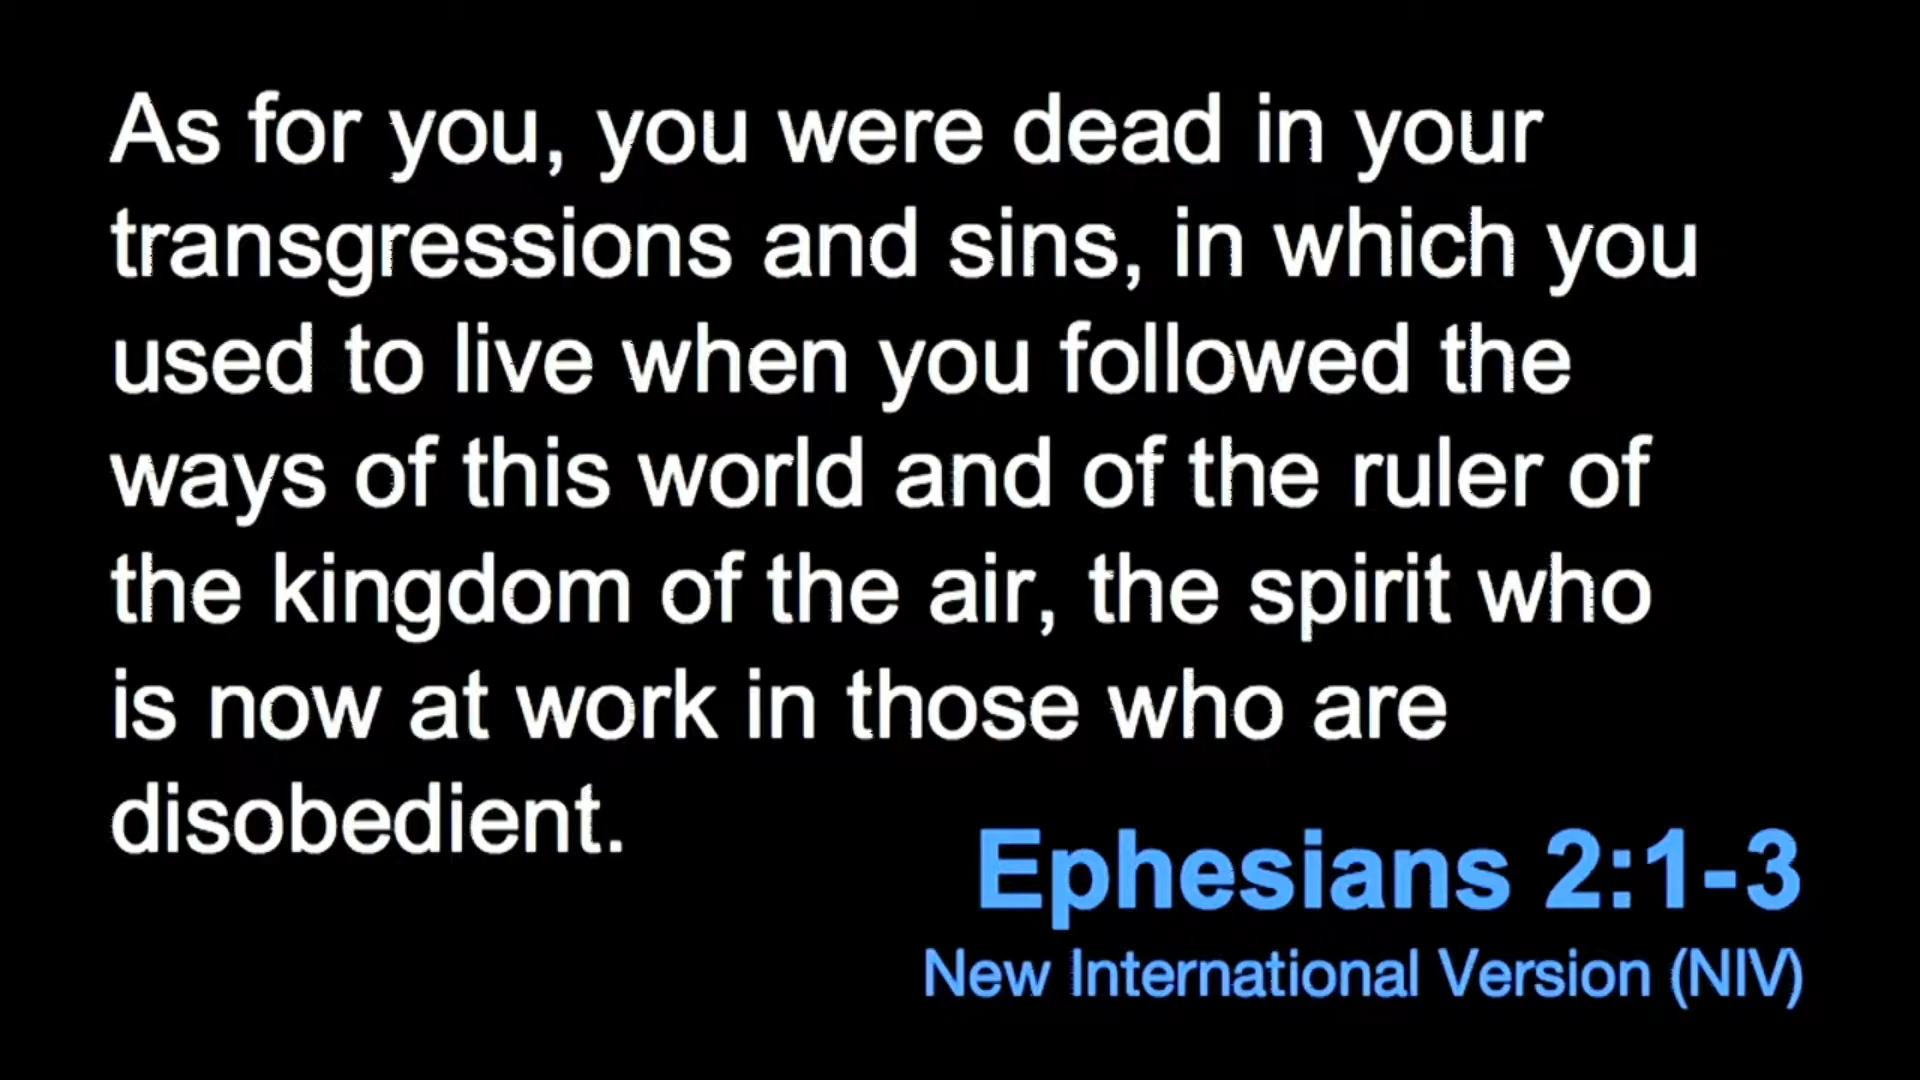 As for you, you were dead in your
transgressions and sins, in which you
used to live when you followed the
ways of this world and of the ruler of
the kingdom of the air, the spirit who
is now at work in those who are
disobedient.
Ephesians 2:1-3
New International Version (NIV)